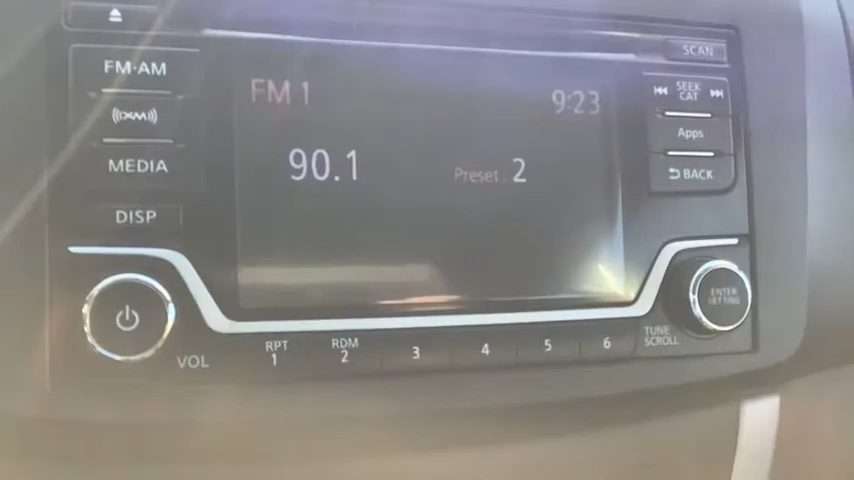 SCAN
FM·AM
SEEK
CAT
FM 1
9:23
((XM))
Apps
MEDIA
90.1
Preset 2
BACK
DISP
ENTER
SETTING
TUNE
SCROLL
VOL
RPT
1
RDM
2
3
4
5
6